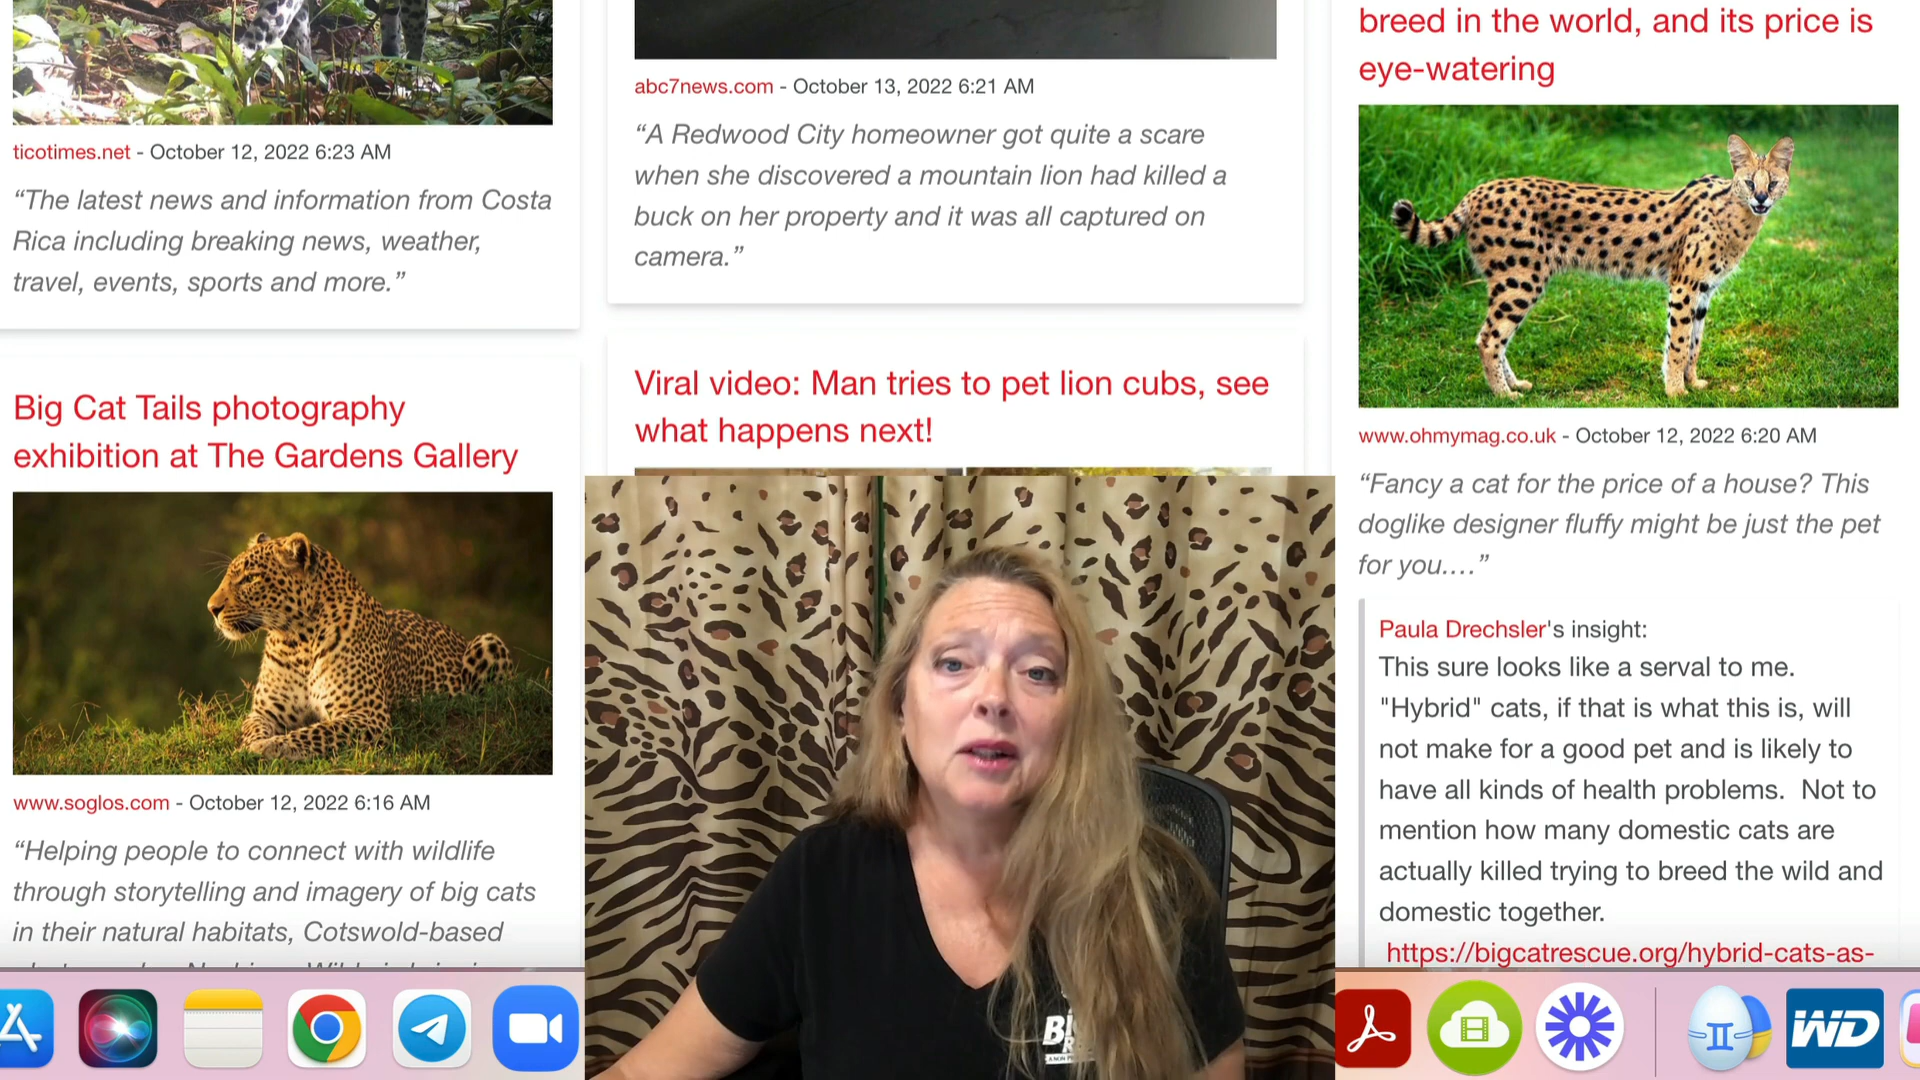 ticotimes.net - October 12, 2022 6:23 AM
“The latest news and information from Costa
Rica including breaking news, weather,
travel, events, sports and more.”
Big Cat Tails photography
exhibition at The Gardens Gallery
www.soglos.com - October 12, 2022 6:16 AM
“Helping people to connect with wildlife
through storytelling and imagery of big cats
in their natural habitats, Cotswold-based
abc7news.com - October 13, 2022 6:21 AM
“A Redwood City homeowner got quite a scare
when she discovered a mountain lion had killed a
buck on her property and it was all captured on
camera.”
Viral video: Man tries to pet lion cubs, see
what happens next!
breed in the world, and its price is
eye-watering
www.ohmymag.co.uk - October 12, 2022 6:20 AM
“Fancy a cat for the price of a house? This
doglike designer fluffy might be just the pet
for you.…”
Paula Drechsler's insight:
This sure looks like a serval to me.
"Hybrid" cats, if that is what this is, will
not make for a good pet and is likely to
have all kinds of health problems.  Not to
mention how many domestic cats are
actually killed trying to breed the wild and
domestic together.
https://bigcatrescue.org/hybrid-cats-as-
WD